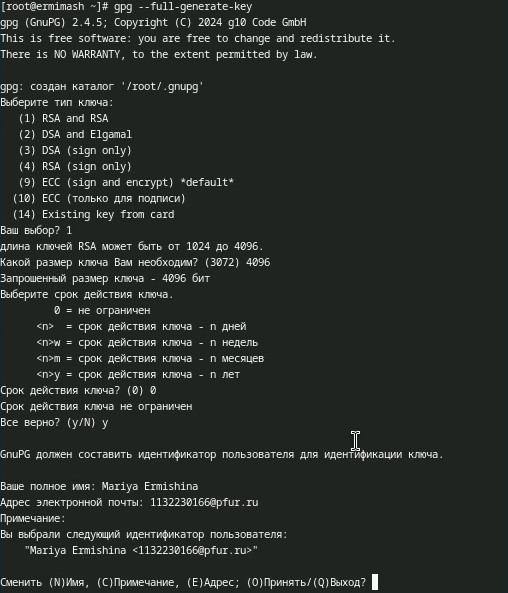 [root@ermimash ~]# gpg --full-generate-key
gpg (GnuPG) 2.4.5; Copyright (C) 2024 g10 Code GmbH
This is free software: you are free to change and redistribute it.
There is NO WARRANTY, to the extent permitted by law.
gpg: создан каталог '/root/.gnupg'
Выберите тип ключа:
(1) RSA and RSA
(2) DSA and Elgamal
(3) DSA (sign only)
(4) RSA (sign only)
(9) ECC (sign and encrypt) *default*
(10) ECC (только для подписи)
(14) Existing key from card
Ваш выбор? 1
длина ключей RSA может быть от 1024 до 4096.
Какой размер ключа Вам необходим? (3072) 4096
Запрошенный размер ключа - 4096 бит
Выберите срок действия ключа.
0 = не ограничен
<n> = срок действия ключа - n дней
<n>w = срок действия ключа - n недель
<n>m = срок действия ключа - n месяцев
<n>y = срок действия ключа - n лет
Срок действия ключа? (0) 0
Срок действия ключа не ограничен
Все верно? (y/N) y
GnuPG должен составить идентификатор пользователя для идентификации ключа.
Ваше полное имя: Mariya Ermishina
Адрес электронной почты: 1132230166@pfur.ru
Примечание:
Вы выбрали следующий идентификатор пользователя:
"Mariya Ermishina <1132230166@pfur.ru>"
Сменить (N)Имя, (C)Примечание, (E)Адрес; (O)Принять/(Q)Выход?